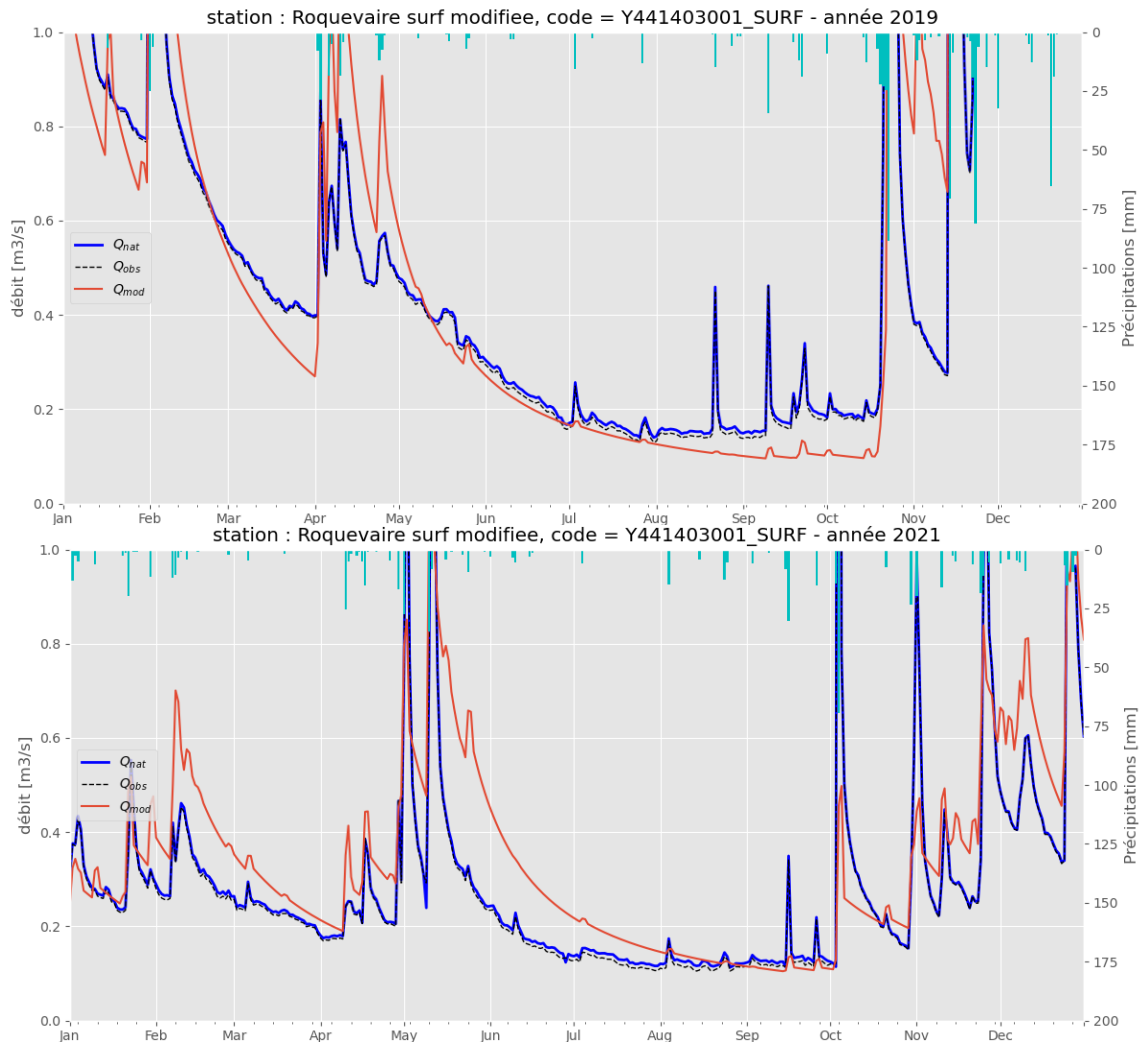 station : Roquevaire surf modifiee, code = Y441403001_SURF - année 2019
1.0
0.8
0.6
0.4
0.2
0.0
débit [m3/s]
Q_nat
Q_obs
Q_mod
0
25
50
75
100
125
150
175
200
Précipitations [mm]
Jan Feb Mar Apr May Jun Jul Aug Sep Oct Nov Dec
station : Roquevaire surf modifiee, code = Y441403001_SURF - année 2021
1.0
0.8
0.6
0.4
0.2
0.0
débit [m3/s]
Q_nat
Q_obs
Q_mod
0
25
50
75
100
125
150
175
200
Précipitations [mm]
Jan Feb Mar Apr May Jun Jul Aug Sep Oct Nov Dec